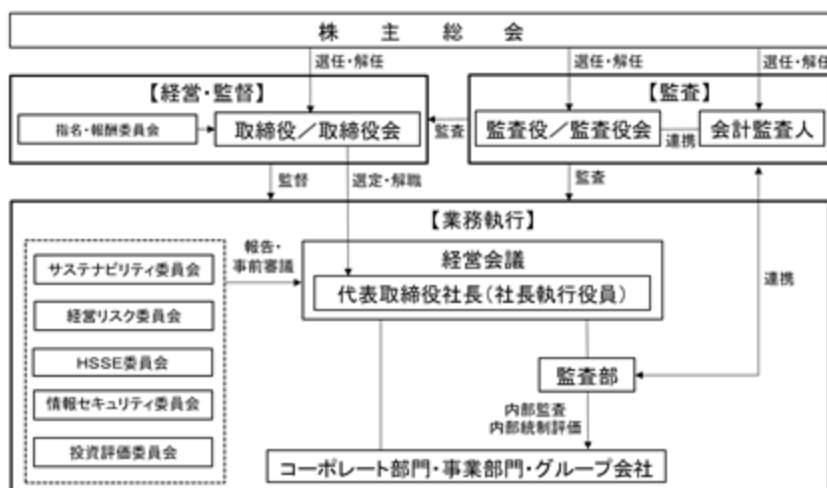 株主総会
選任・解任
選任・解任
選任・解任
【経営・監督】
【監査】
指名・報酬委員会
取締役／取締役会
監査
監査役／監査役会
連携
会計監査人
監督
選定・解職
監査
【業務執行】
サステナビリティ委員会
経営リスク委員会
HSSE委員会
情報セキュリティ委員会
投資評価委員会
報告・
事前審議
経営会議
代表取締役社長（社長執行役員）
連携
監査部
内部監査
内部統制評価
コーポレート部門・事業部門・グループ会社